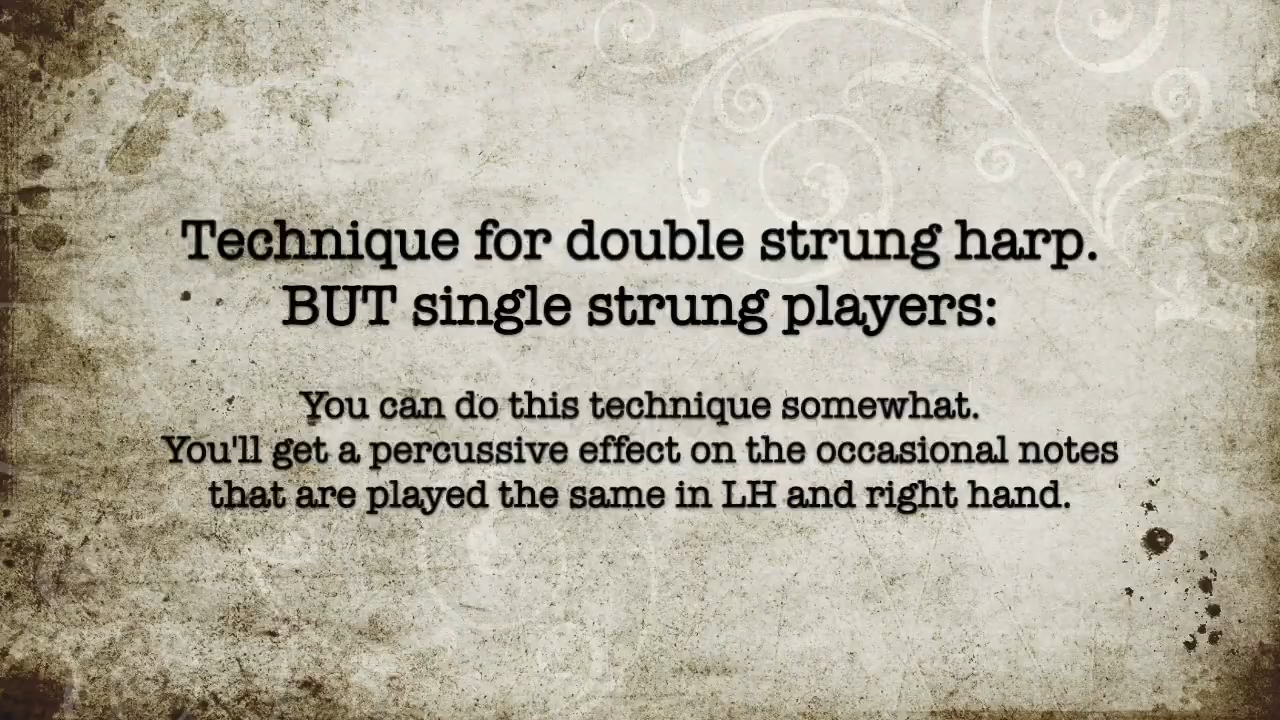 Technique for double strung harp.
BUT single strung players:
You can do this technique somewhat.
You'll get a percussive effect on the occasional notes
that are played the same in LH and right hand.